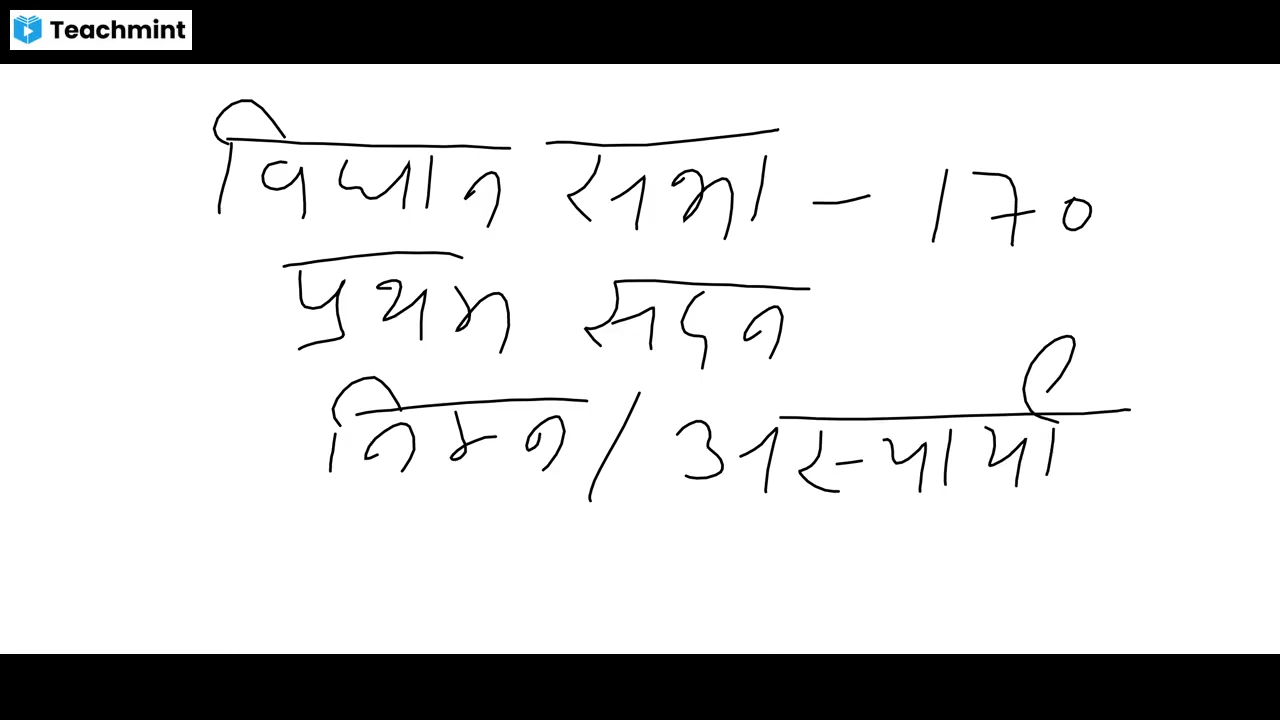 Teachmint
विधान सभा - 170
प्रथम सदन
निम्न / अस्थायी